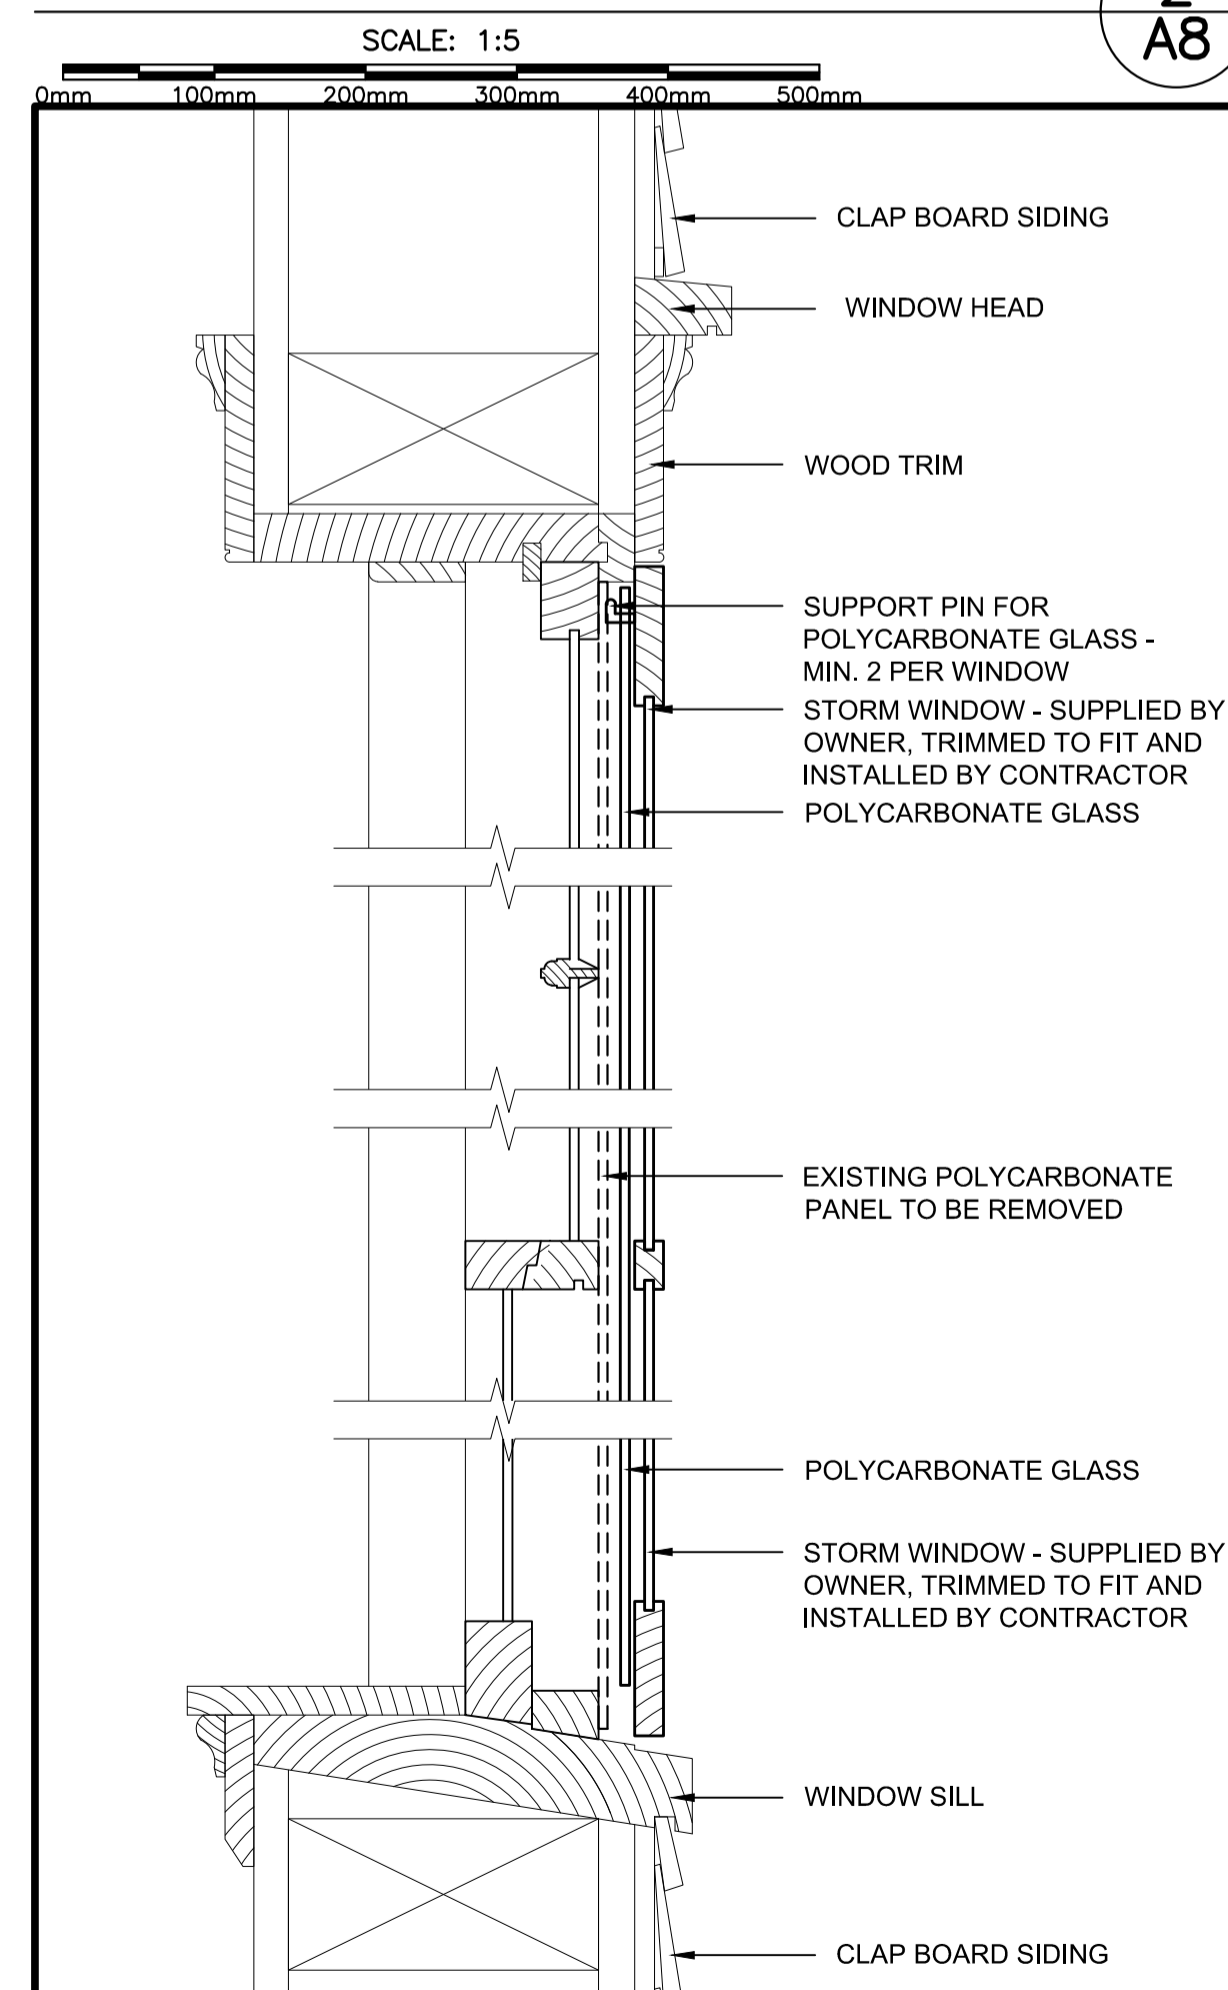 A8
SCALE: 1:5
0mm 100mm 200mm 300mm 400mm 500mm
CLAP BOARD SIDING
WINDOW HEAD
WOOD TRIM
SUPPORT PIN FOR
POLYCARBONATE GLASS -
MIN. 2 PER WINDOW
STORM WINDOW - SUPPLIED BY
OWNER, TRIMMED TO FIT AND
INSTALLED BY CONTRACTOR
POLYCARBONATE GLASS
EXISTING POLYCARBONATE
PANEL TO BE REMOVED
POLYCARBONATE GLASS
STORM WINDOW - SUPPLIED BY
OWNER, TRIMMED TO FIT AND
INSTALLED BY CONTRACTOR
WINDOW SILL
CLAP BOARD SIDING